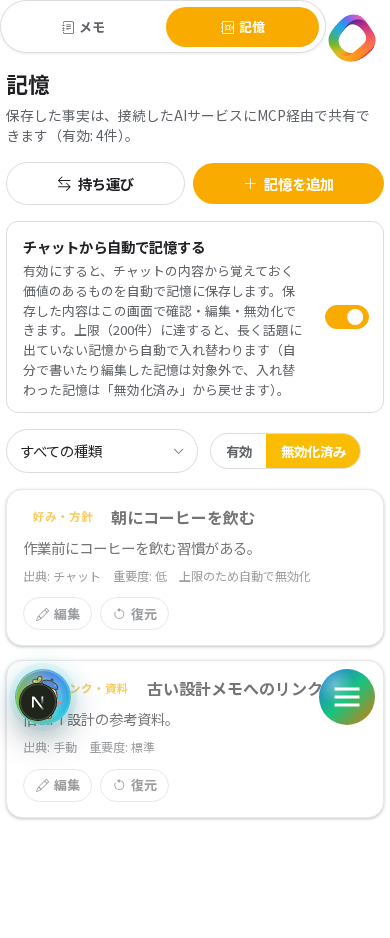 メモ
記憶
記憶
保存した事実は、接続したAIサービスにMCP経由で共有で
きます（有効: 4件）。
持ち運び
記憶を追加
チャットから自動で記憶する
有効にすると、チャットの内容から覚えておく
価値のあるものを自動で記憶に保存します。保
存した内容はこの画面で確認・編集・無効化で
きます。上限（200件）に達すると、長く話題に
出ていない記憶から自動で入れ替わります（自
分で書いたり編集した記憶は対象外で、入れ替
わった記憶は「無効化済み」から戻せます）。
すべての種類
有効
無効化済み
好み・方針
朝にコーヒーを飲む
作業前にコーヒーを飲む習慣がある。
出典: チャット 重要度: 低 上限のため自動で無効化
編集
復元
ンク・資料
古い設計メモへのリンク
設計の参考資料。
出典: 手動 重要度: 標準
編集
復元
N